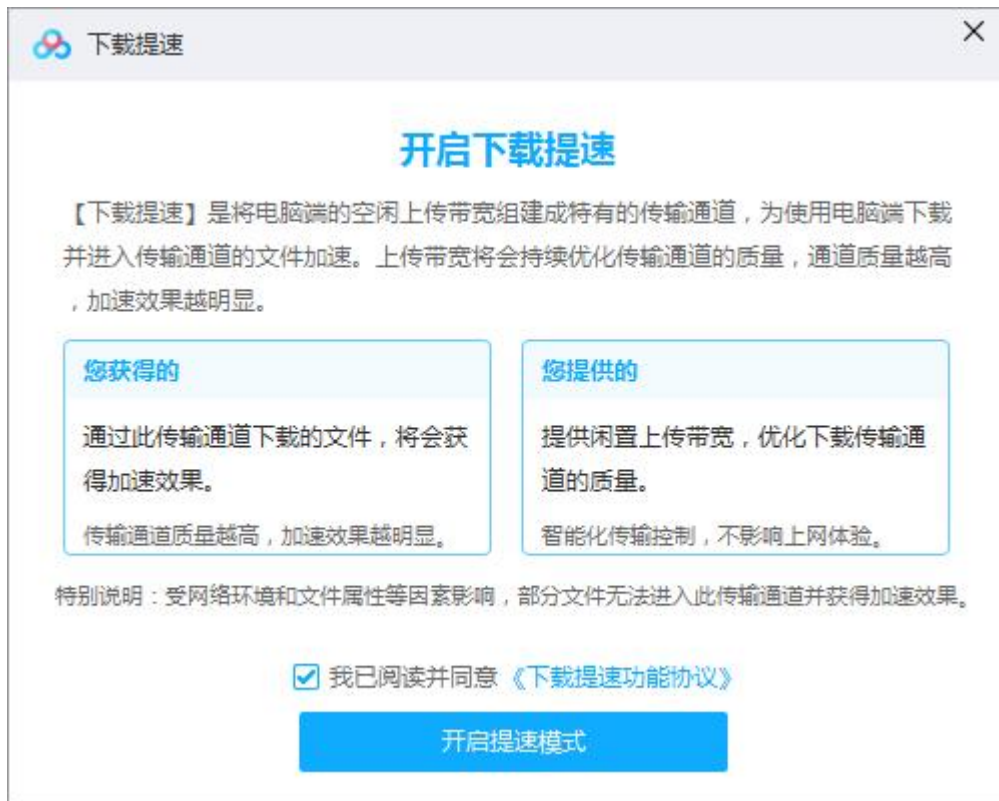 下载提速
开启下载提速
【下载提速】是将电脑端的空闲上传带宽组建成特有的传输通道，为使用电脑端下载
并进入传输通道的文件加速。上传带宽将会持续优化传输通道的质量，通道质量越高
，加速效果越明显。
您获得的
通过此传输通道下载的文件，将会获
得加速效果。
传输通道质量越高，加速效果越明显。
您提供的
提供闲置上传带宽，优化下载传输通
道的质量。
智能化传输控制，不影响上网体验。
特别说明：受网络环境和文件属性等因素影响，部分文件无法进入此传输通道并获得加速效果。
我已阅读并同意《下载提速功能协议》
开启提速模式